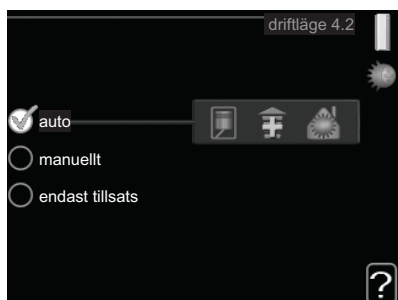 driftläge 4.2
auto
manuellt
endast tillsats
?